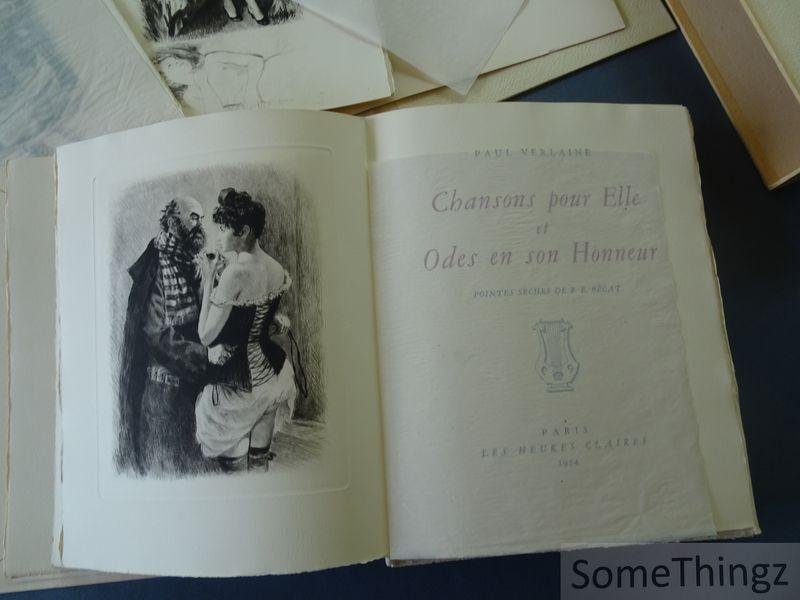 PAUL VERLAINE
Chansons pour Elle
et
Odes en son Honneur
POINTES SÈCHES DE P. E. BÉCAT
PARIS
LES HEURES CLAIRES
1954
SomeThingz